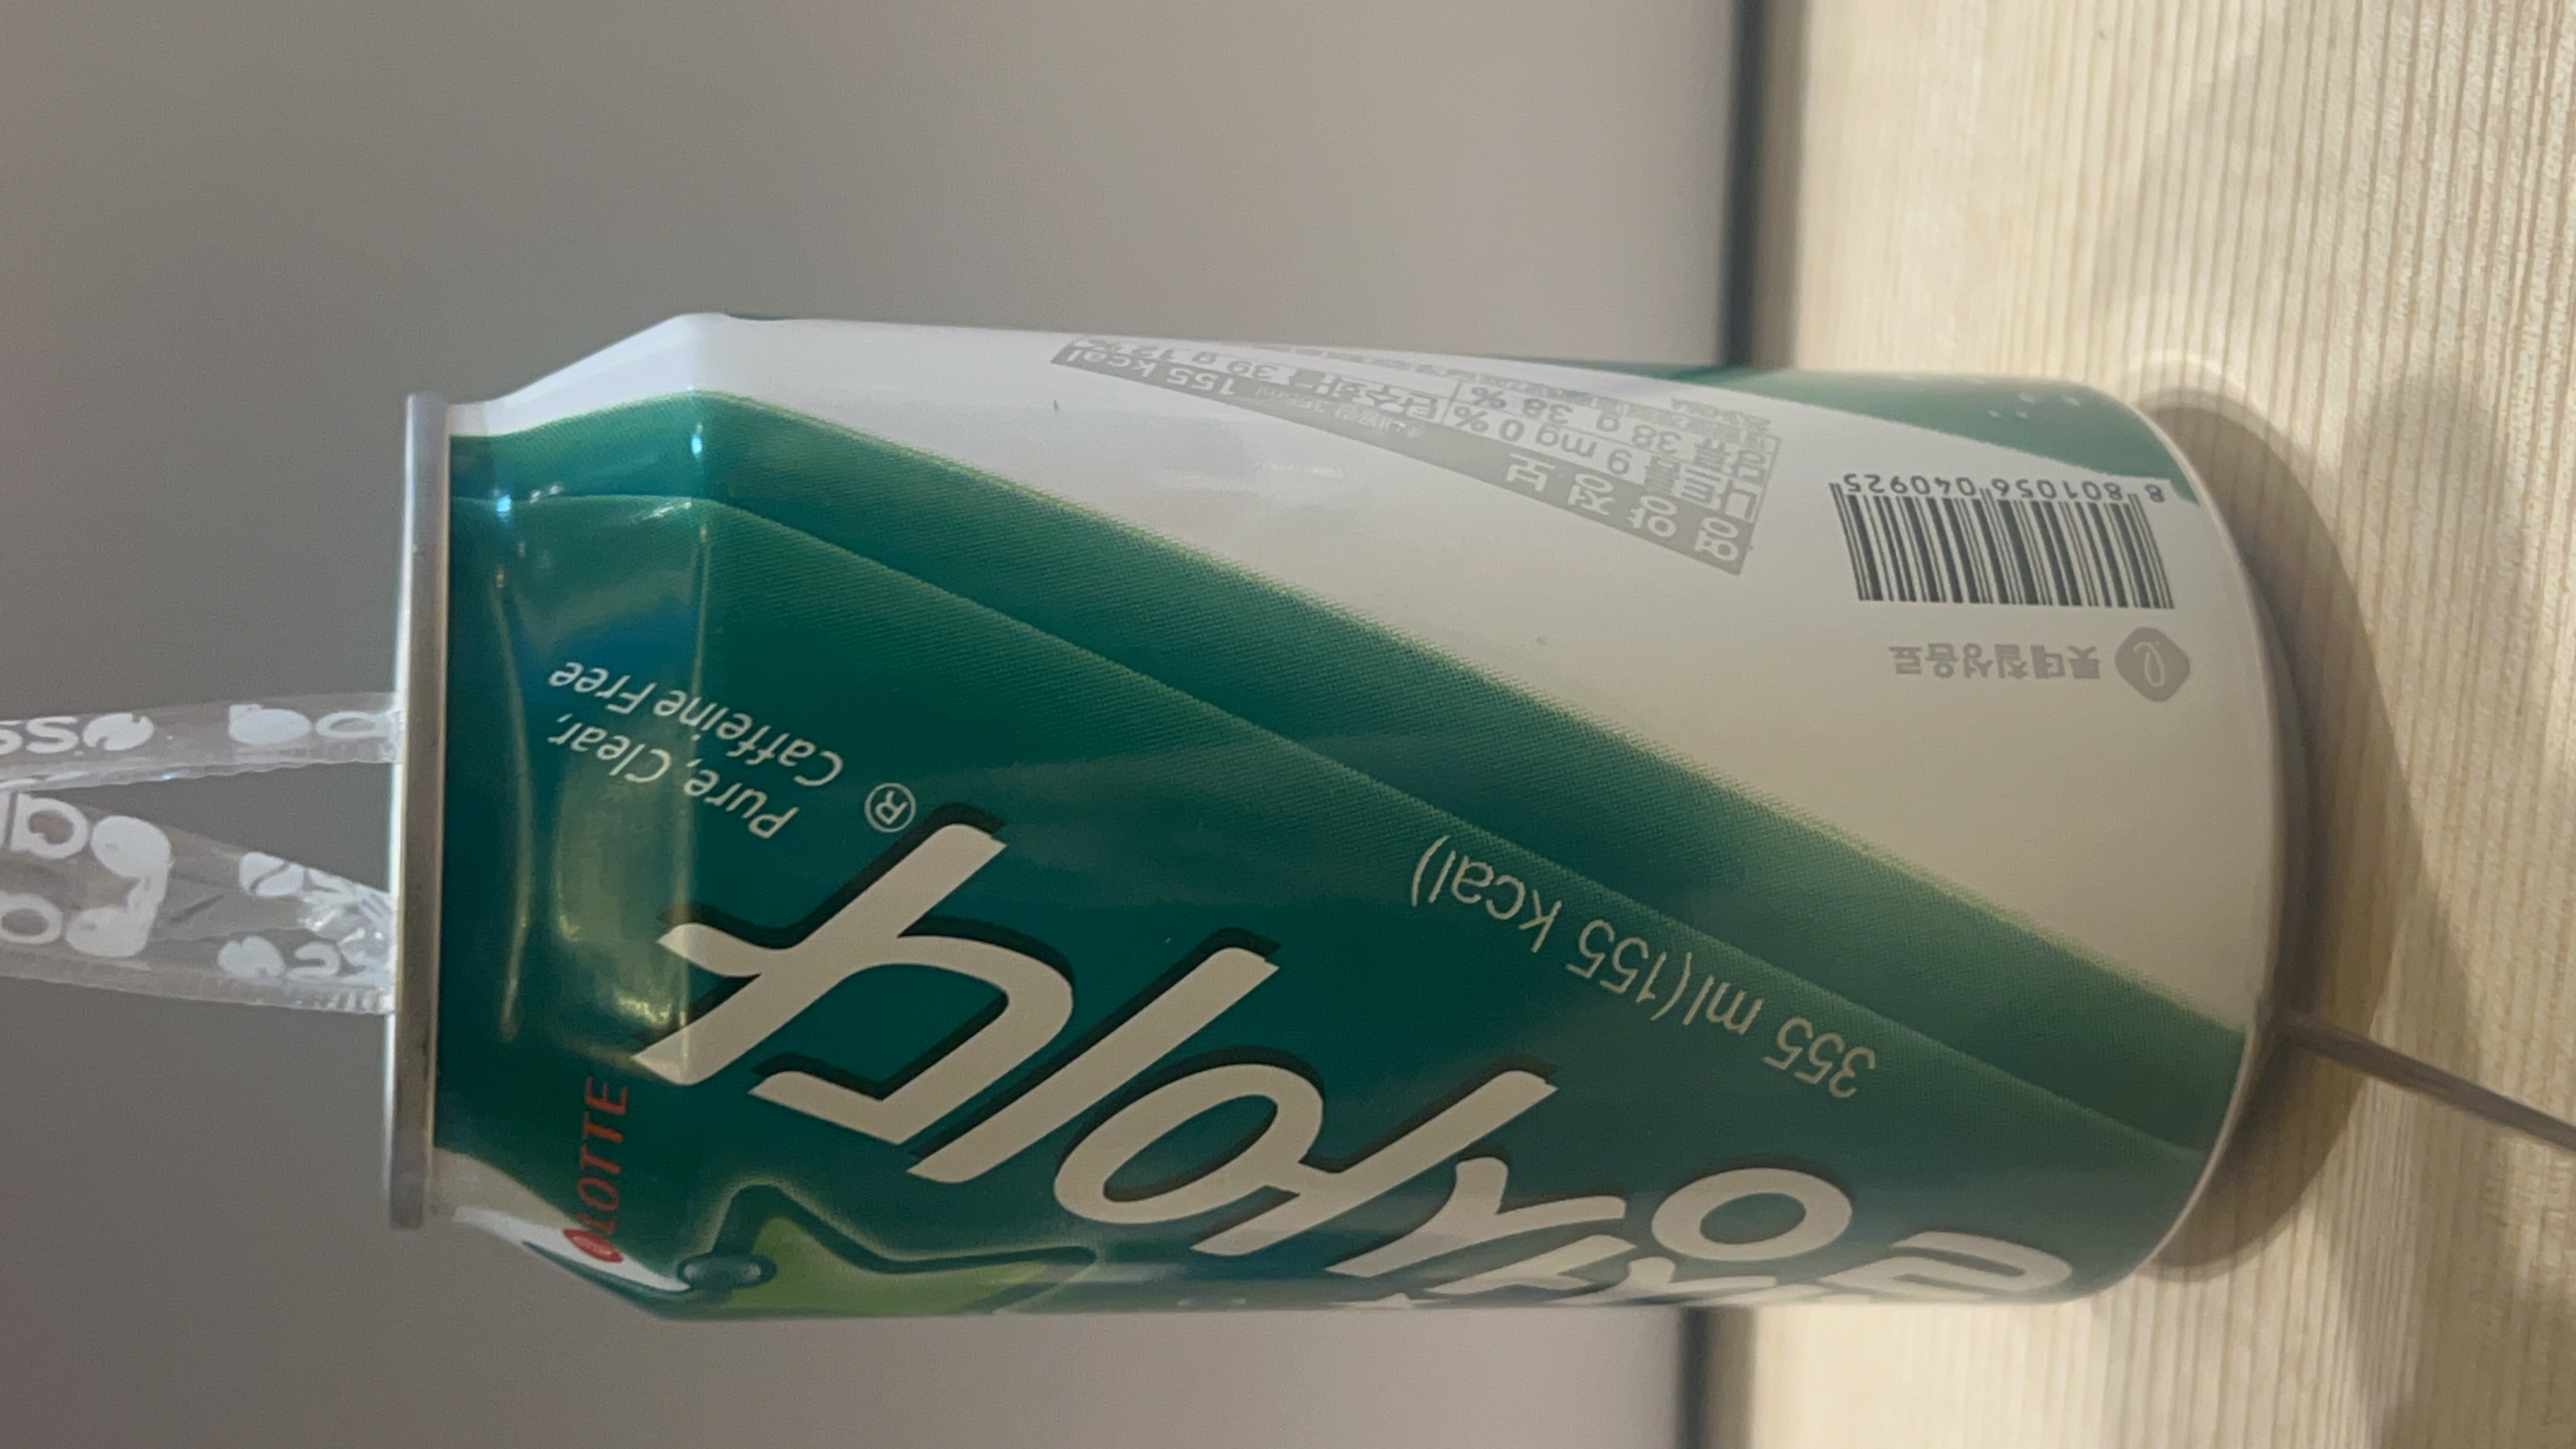 LOTTE
칠성사이다®
Pure, Clear,
Caffeine Free
355 ml(155 kcal)
영양정보 155 kcal
나트륨 9 mg 0 % 탄수화물 39 g 12 %
당류 38 g 38 %
롯데칠성음료
8 801056 040925